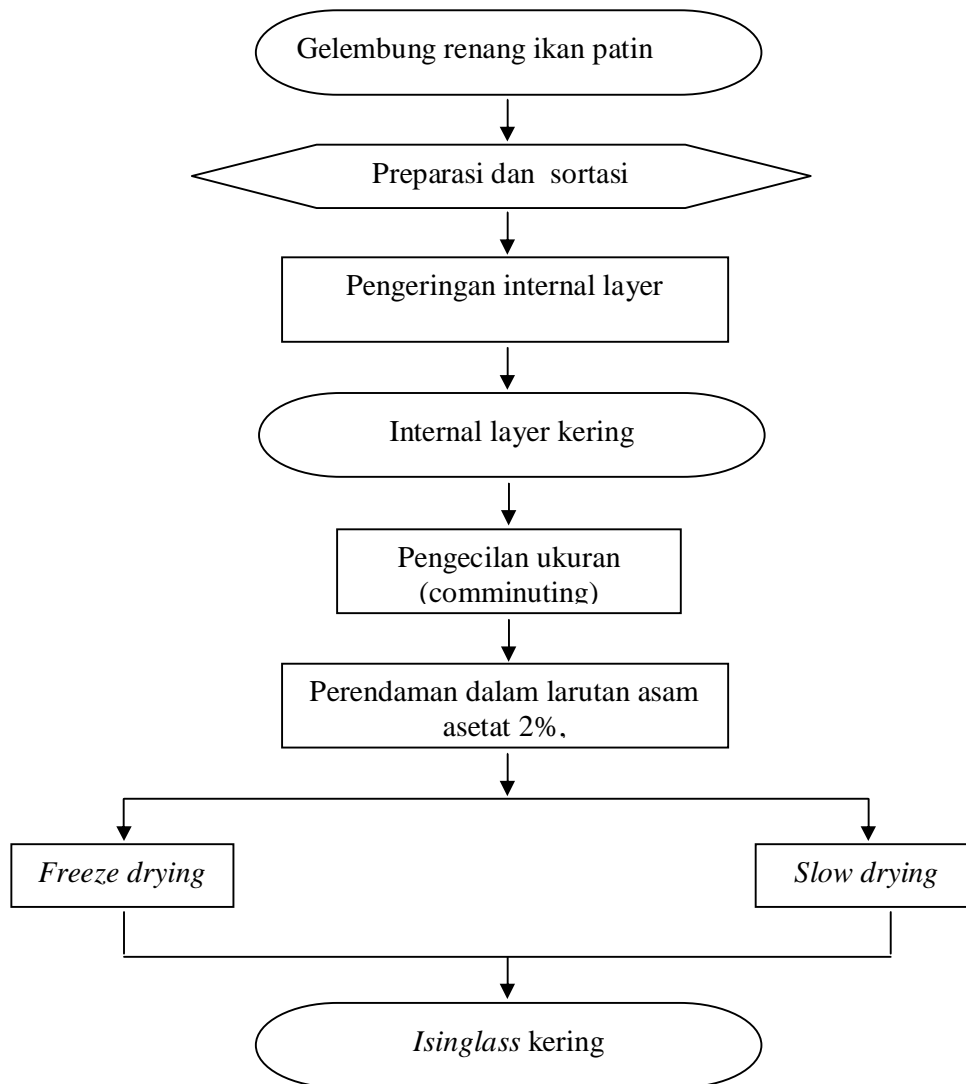 Gelembung renang ikan patin
Preparasi dan sortasi
Pengeringan internal layer
Internal layer kering
Pengecilan ukuran
(comminuting)
Perendaman dalam larutan asam
asetat 2%,
Freeze drying
Slow drying
Isinglass kering